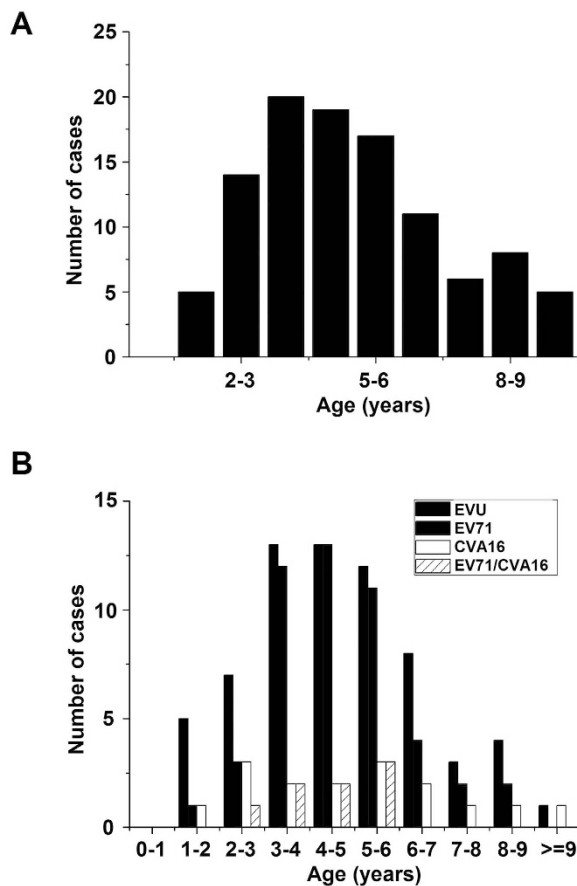 A
25
20
15
10
5
0
Number of cases
2-3 5-6 8-9
Age (years)
B
15
10
5
0
Number of cases
EVU
EV71
CVA16
EV71/CVA16
0-1 1-2 2-3 3-4 4-5 5-6 6-7 7-8 8-9 >=9
Age (years)